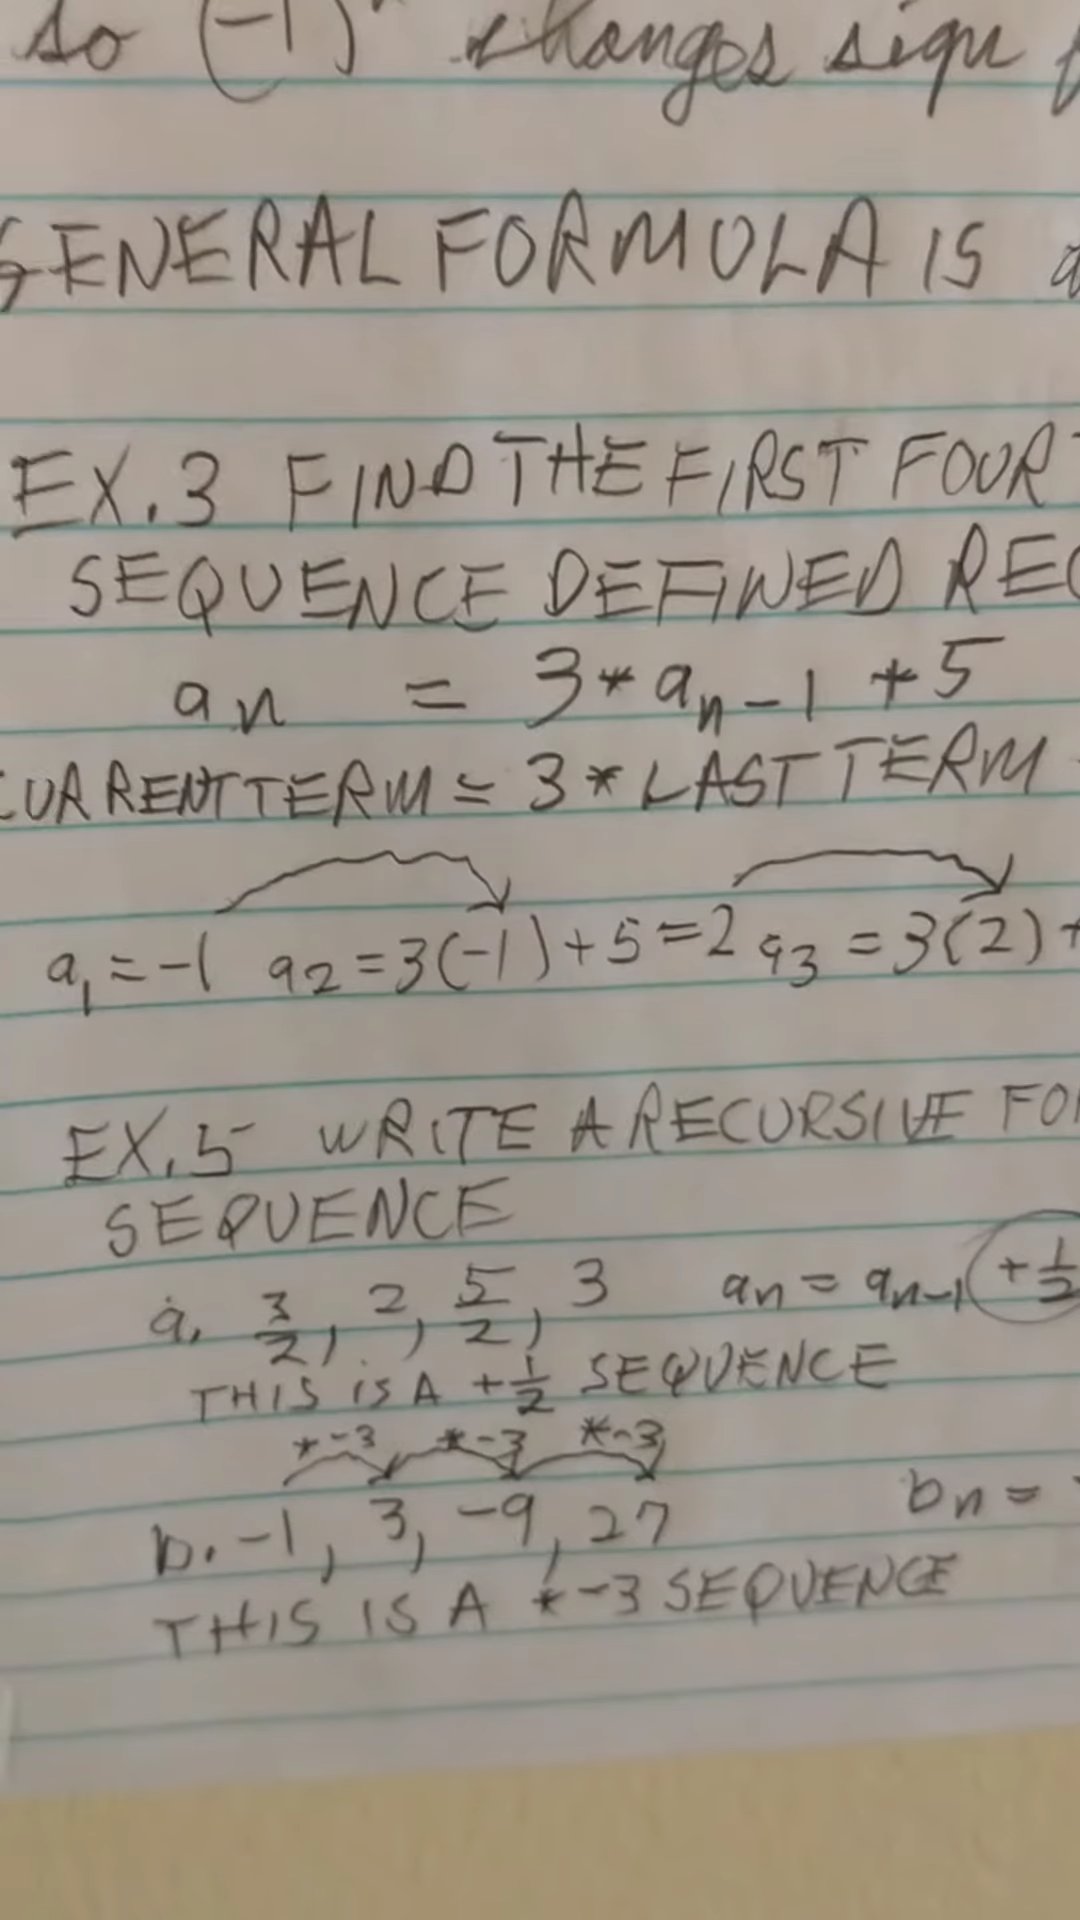 so (-1)ⁿ changes sign
GENERAL FORMULA IS a
EX.3 FIND THE FIRST FOUR
SEQUENCE DEFINED REC
aₙ = 3*aₙ₋₁ +5
CURRENT TERM = 3 * LAST TERM
a₁ = -1 a₂ = 3(-1)+5=2 a₃ = 3(2)+
EX.5 WRITE A RECURSIVE FO
SEQUENCE
a. 3/2, 2, 5/2, 3 aₙ = aₙ₋₁ +1/2
THIS IS A +1/2 SEQUENCE
*-3 *-3 *-3
b. -1, 3, -9, 27 bₙ =
THIS IS A *-3 SEQUENCE